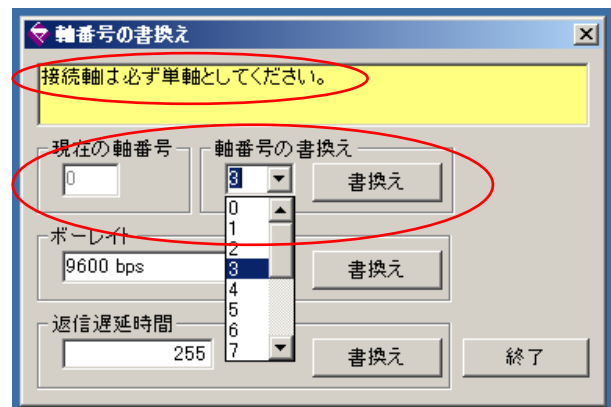 軸番号の書換え
接続軸は必ず単軸としてください。
現在の軸番号
軸番号の書換え
0
3
書換え
0
1
2
3
4
5
6
7
ボーレイト
9600 bps
書換え
返信遅延時間
255
書換え
終了